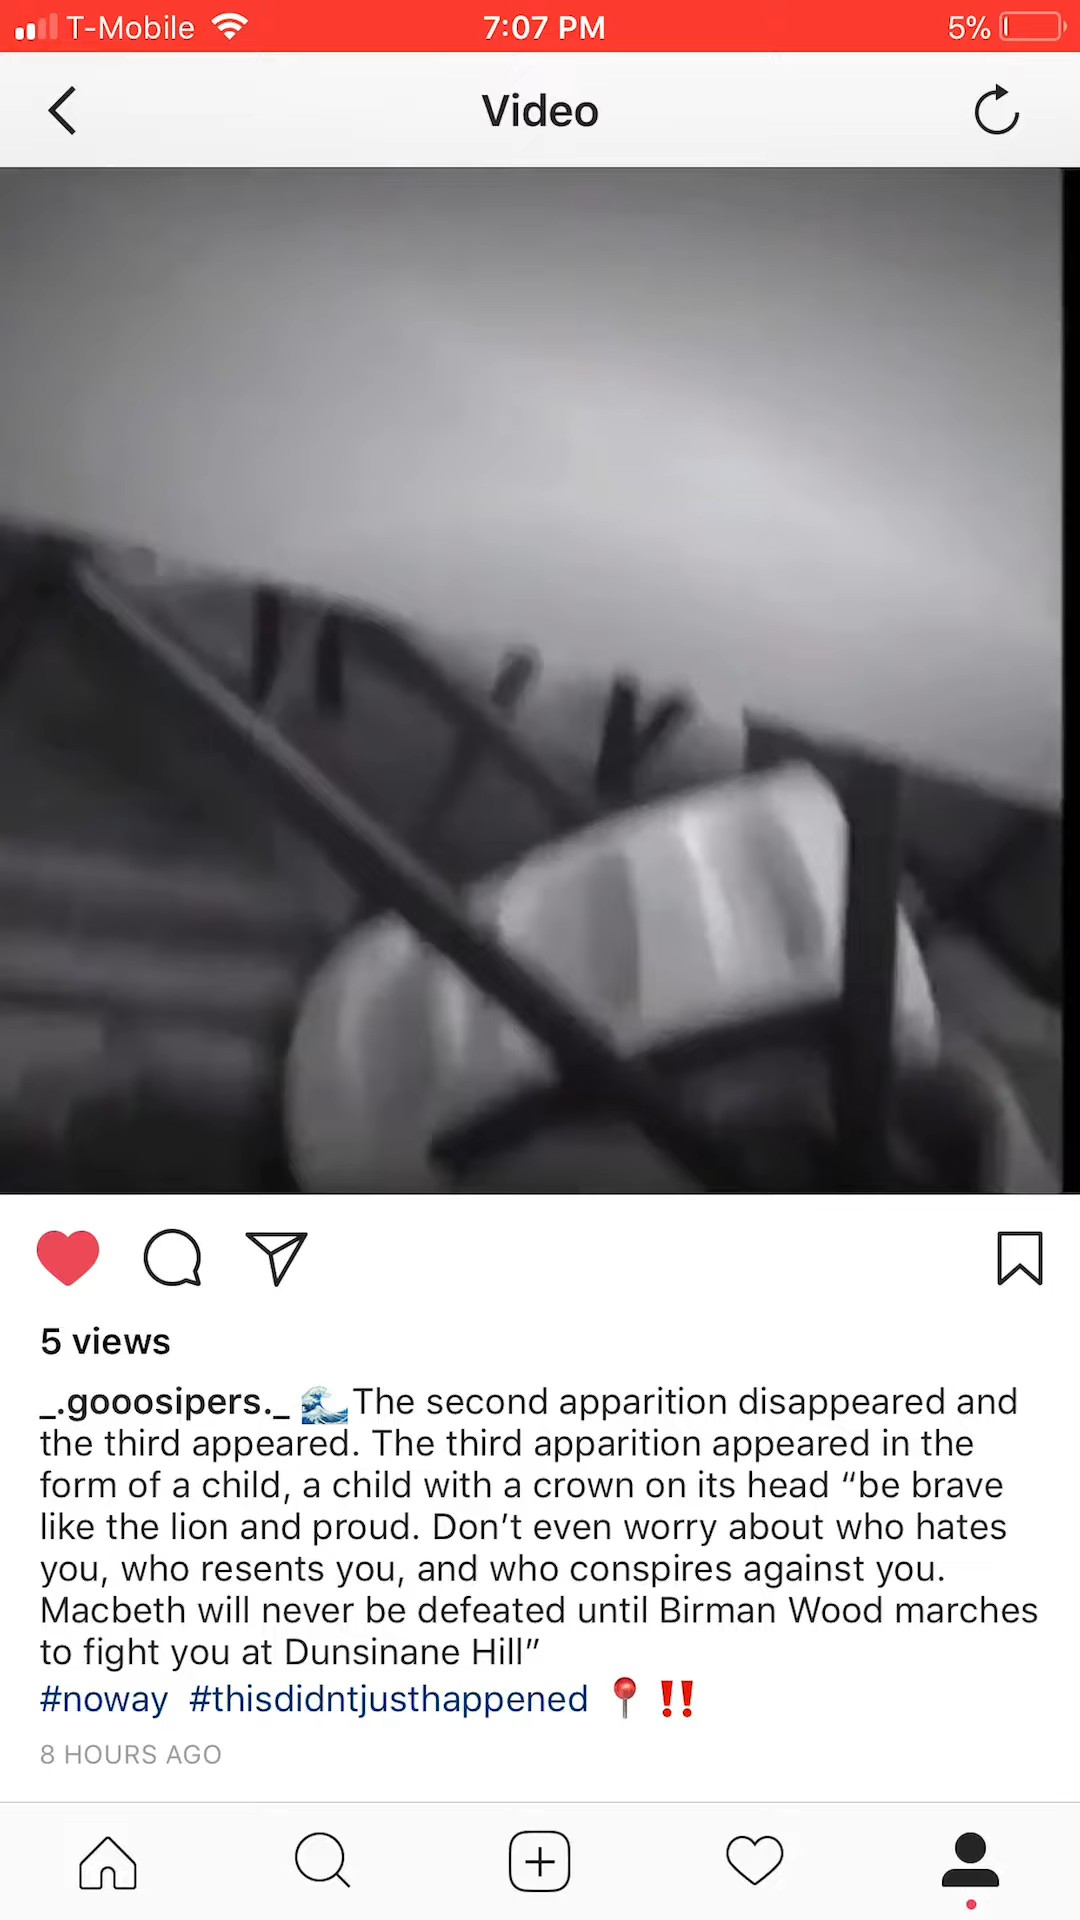 T-Mobile 7:07 PM 5%
Video
5 views
_.gooosipers._ 🌊The second apparition disappeared and
the third appeared. The third apparition appeared in the
form of a child, a child with a crown on its head “be brave
like the lion and proud. Don’t even worry about who hates
you, who resents you, and who conspires against you.
Macbeth will never be defeated until Birman Wood marches
to fight you at Dunsinane Hill”
#noway #thisdidntjusthappened 📍‼️
8 HOURS AGO